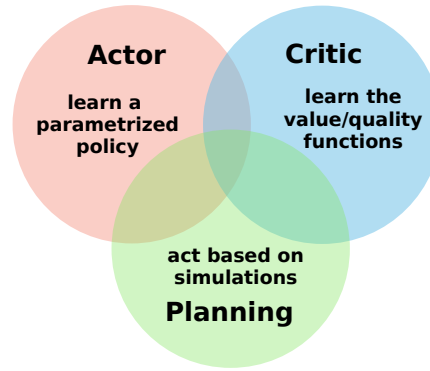 Actor
learn a
parametrized
policy
Critic
learn the
value/quality
functions
act based on
simulations
Planning